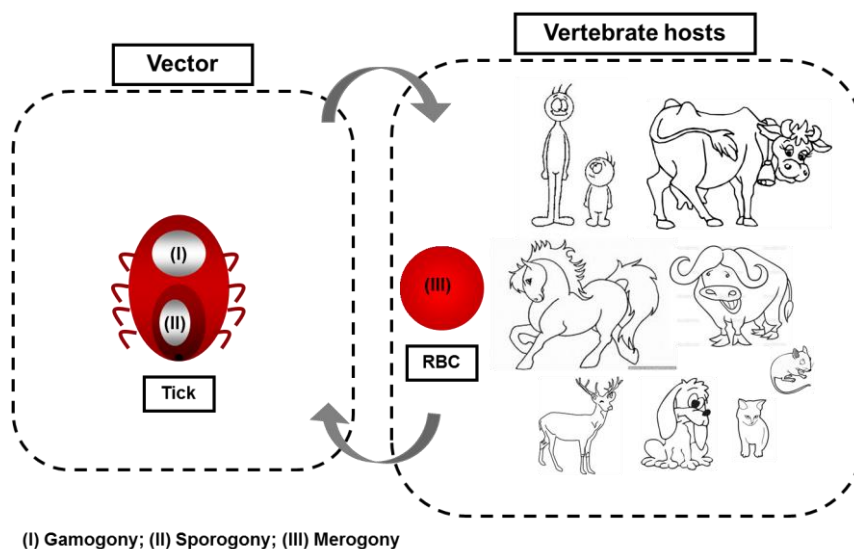 Vector
Vertebrate hosts
(I)
(II)
(III)
Tick
RBC
(I) Gamogony; (II) Sporogony; (III) Merogony